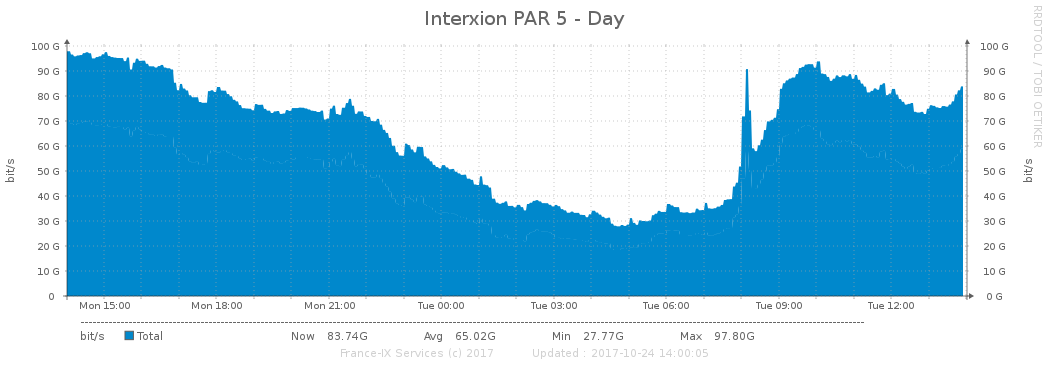 Interxion PAR 5 - Day
RRDTOOL / TOBI OETIKER
100 G 100 G
90 G 90 G
80 G 80 G
70 G 70 G
60 G 60 G
50 G 50 G
40 G 40 G
30 G 30 G
20 G 20 G
10 G 10 G
0 0 G
bit/s bit/s
Mon 15:00 Mon 18:00 Mon 21:00 Tue 00:00 Tue 03:00 Tue 06:00 Tue 09:00 Tue 12:00
bit/s Total Now 83.74G Avg 65.02G Min 27.77G Max 97.80G
France-IX Services (c) 2017 Updated : 2017-10-24 14:00:05